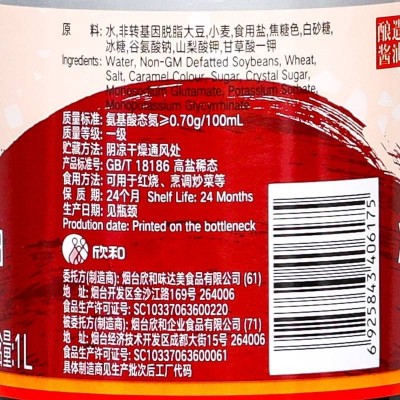 原　料：水,非转基因脱脂大豆,小麦,食用盐,焦糖色,白砂糖,
冰糖,谷氨酸钠,山梨酸钾,甘草酸一钾
Ingredients: Water, Non-GM Defatted Soybeans, Wheat,
Salt, Caramel Colour, Sugar, Crystal Sugar,
Monosodium Glutamate, Potassium Sorbate,
Monopotassium Glycyrrhinate
质量标准: 氨基酸态氮≥0.70g/100mL
质量等级: 一级
贮藏方法: 阴凉干燥通风处
产品标准号: GB/T 18186 高盐稀态
食用方法: 可用于红烧、烹调炒菜等
保 质 期: 24个月 Shelf Life: 24 Months
生产日期: 见瓶颈
Prodution date: Printed on the bottleneck
欣和
委托方(制造商): 烟台欣和味达美食品有限公司 (61)
地 址: 烟台开发区金沙江路169号 264006
食品生产许可证号: SC10337063600220
被委托方(制造商): 烟台欣和企业食品有限公司 (71)
地 址: 烟台经济技术开发区成都大街15号 264006
食品生产许可证号: SC10337063600061
具体制造商见生产批次后工厂代码
6925843406175
酿造
酱油
含量:1L